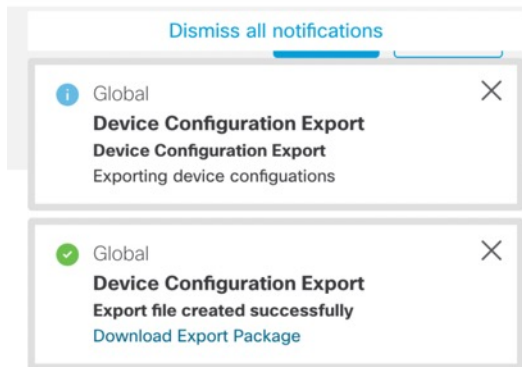 Dismiss all notifications
Global
Device Configuration Export
Device Configuration Export
Exporting device configuations
Global
Device Configuration Export
Export file created successfully
Download Export Package